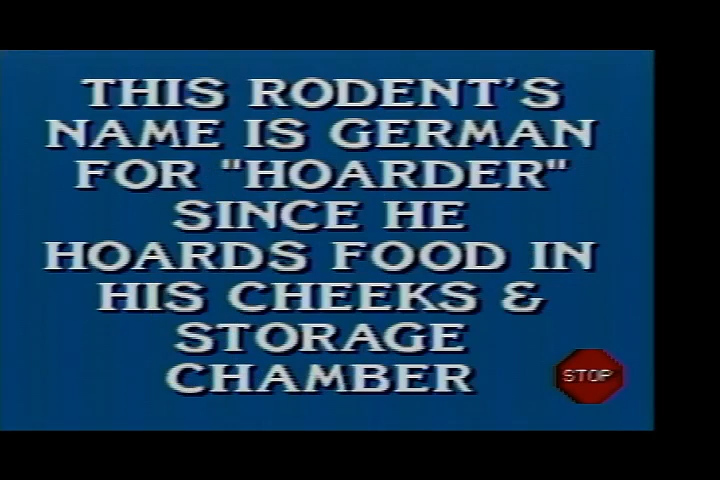 THIS RODENT'S
NAME IS GERMAN
FOR "HOARDER"
SINCE HE
HOARDS FOOD IN
HIS CHEEKS &
STORAGE
CHAMBER
STOP